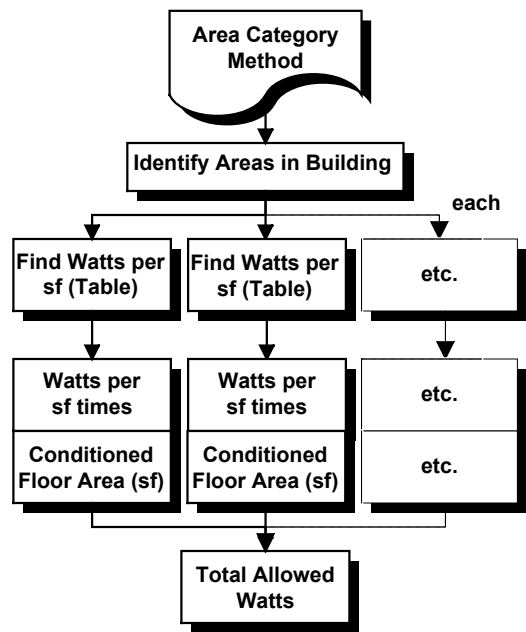 Area Category
Method
Identify Areas in Building
each
Find Watts per
sf (Table)
Find Watts per
sf (Table)
etc.
Watts per
sf times
Conditioned
Floor Area (sf)
Watts per
sf times
Conditioned
Floor Area (sf)
etc.
etc.
Total Allowed
Watts